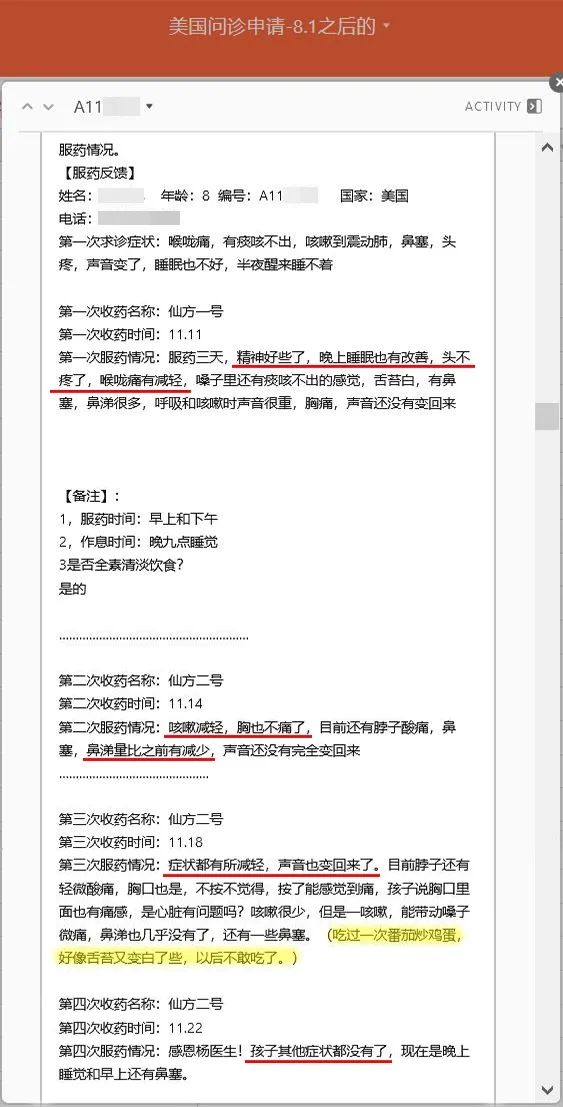 美国问诊申请-8.1之后的
A11
ACTIVITY
服药情况。
【服药反馈】
姓名： 年龄：8 编号：A11 国家：美国
电话：
第一次求诊症状：喉咙痛，有痰咳不出，咳嗽到震动肺，鼻塞，头
疼，声音变了，睡眠也不好，半夜醒来睡不着
第一次收药名称：仙方一号
第一次收药时间：11.11
第一次服药情况：服药三天，精神好些了，晚上睡眠也有改善，头不
疼了，喉咙痛有减轻，嗓子里还有痰咳不出的感觉，舌苔白，有鼻
塞，鼻涕很多，呼吸和咳嗽时声音很重，胸痛，声音还没有变回来
【备注】：
1，服药时间：早上和下午
2，作息时间：晚九点睡觉
3是否全素清淡饮食？
是的
........................................................
第二次收药名称：仙方二号
第二次收药时间：11.14
第二次服药情况：咳嗽减轻，胸也不痛了，目前还有脖子酸痛，鼻
塞，鼻涕量比之前有减少，声音还没有完全变回来
.............................................
第三次收药名称：仙方二号
第三次收药时间：11.18
第三次服药情况：症状都有所减轻，声音也变回来了。目前脖子还有
轻微酸痛，胸口也是，不按不觉得，按了能感觉到痛，孩子说胸口里
面也有痛感，是心脏有问题吗？咳嗽很少，但是一咳嗽，能带动嗓子
微痛，鼻涕也几乎没有了，还有一些鼻塞。（吃过一次番茄炒鸡蛋，
好像舌苔又变白了些，以后不敢吃了。）
第四次收药名称：仙方二号
第四次收药时间：11.22
第四次服药情况：感恩杨医生！孩子其他症状都没有了，现在是晚上
睡觉和早上还有鼻塞。